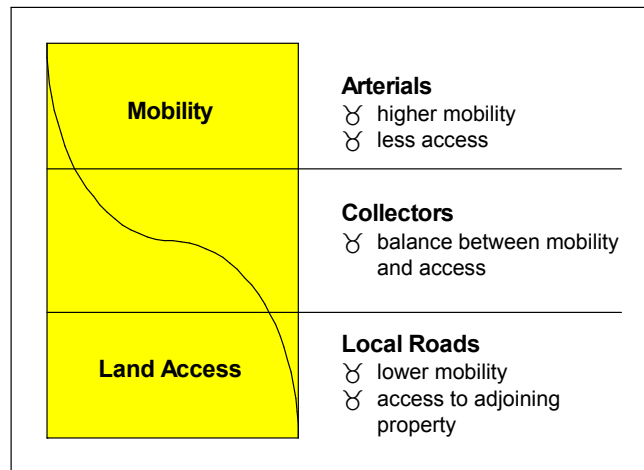 Mobility
Arterials
♉ higher mobility
♉ less access
Collectors
♉ balance between mobility
and access
Land Access
Local Roads
♉ lower mobility
♉ access to adjoining
property